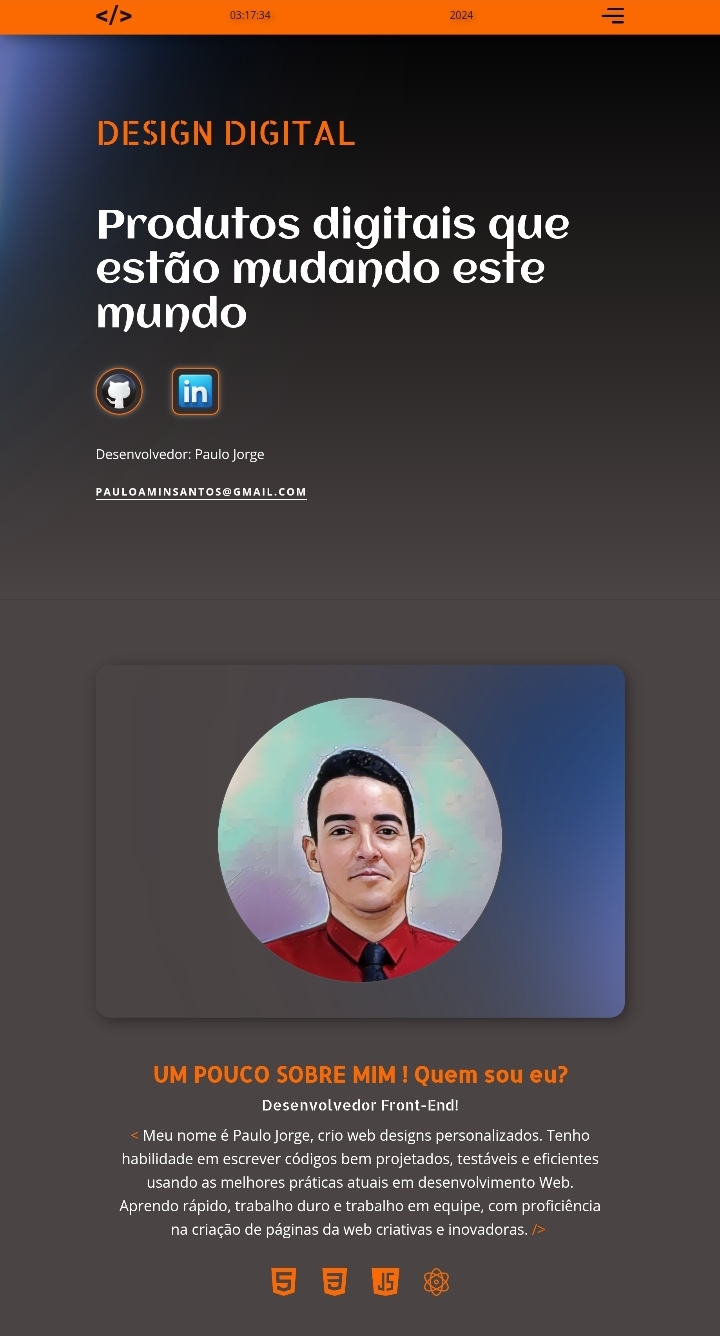 </>
03:17:34
2024
DESIGN DIGITAL
Produtos digitais que
estão mudando este
mundo
in
Desenvolvedor: Paulo Jorge
PAULOAMINSANTOS@GMAIL.COM
UM POUCO SOBRE MIM ! Quem sou eu?
Desenvolvedor Front-End!
< Meu nome é Paulo Jorge, crio web designs personalizados. Tenho
habilidade em escrever códigos bem projetados, testáveis e eficientes
usando as melhores práticas atuais em desenvolvimento Web.
Aprendo rápido, trabalho duro e trabalho em equipe, com proficiência
na criação de páginas da web criativas e inovadoras. />
5 3 JS